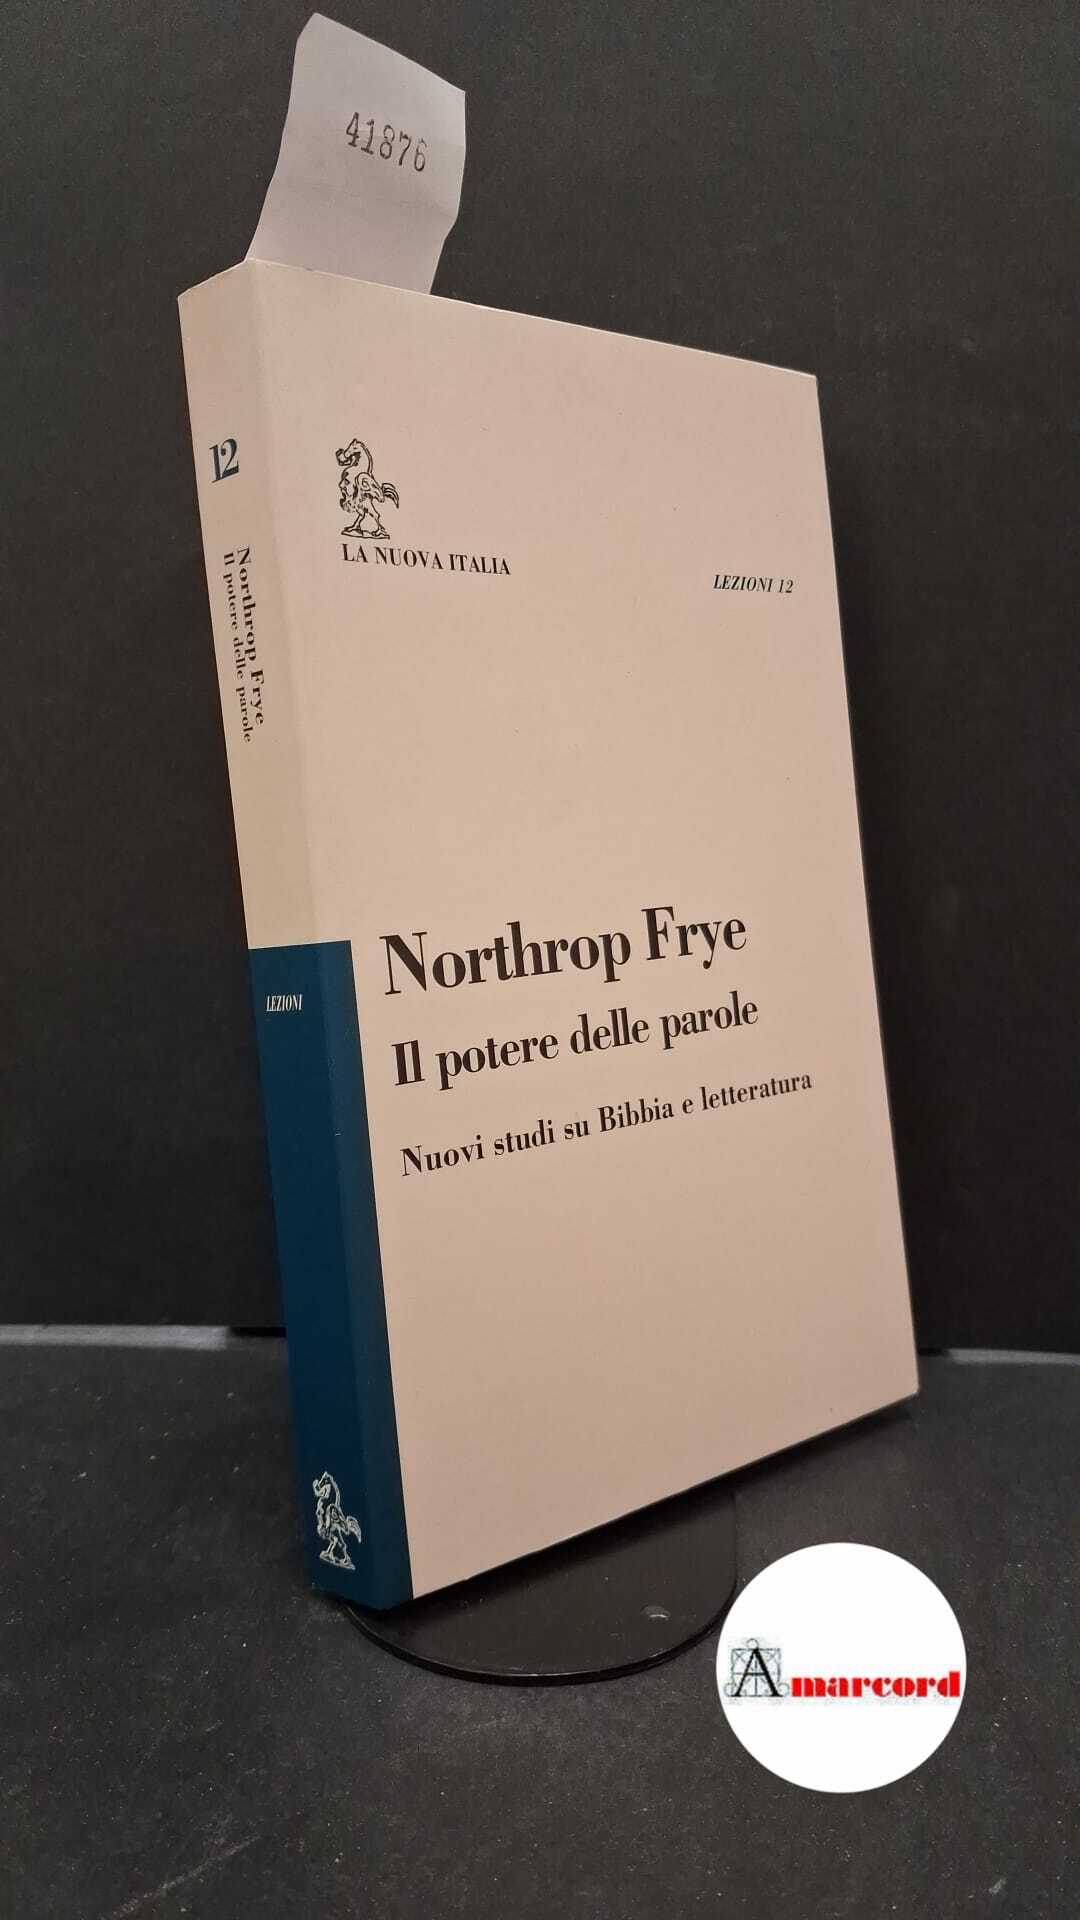 41876
12
Northrop Frye
Il potere delle parole
LEZIONI
LA NUOVA ITALIA
LEZIONI 12
Northrop Frye
Il potere delle parole
Nuovi studi su Bibbia e letteratura
Amarcord